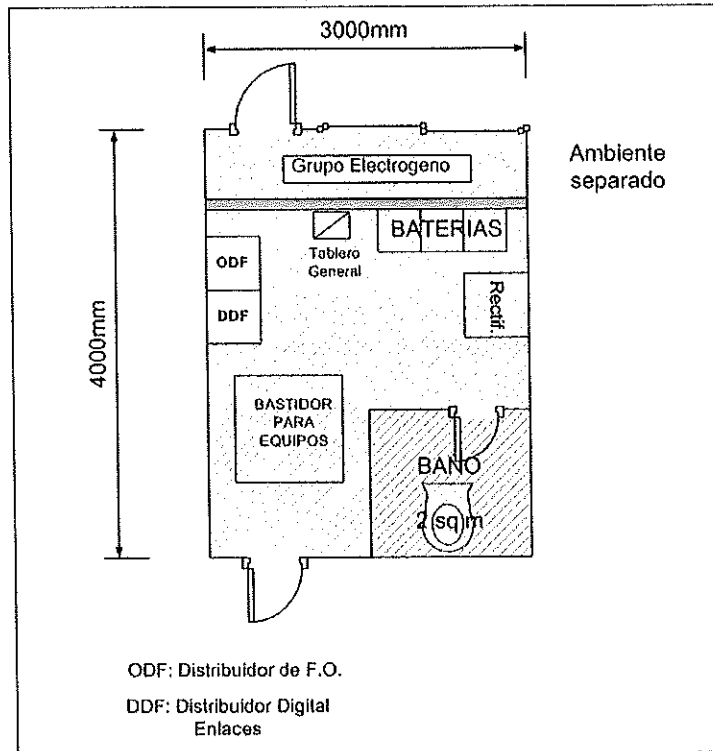 3000mm
Grupo Electrogeno
Ambiente
separado
BATERIAS
Tablero
General
ODF
DDF
Rectif.
4000mm
BASTIDOR
PARA
EQUIPOS
BAÑO
2 sq m
ODF: Distribuidor de F.O.
DDF: Distribuidor Digital
Enlaces